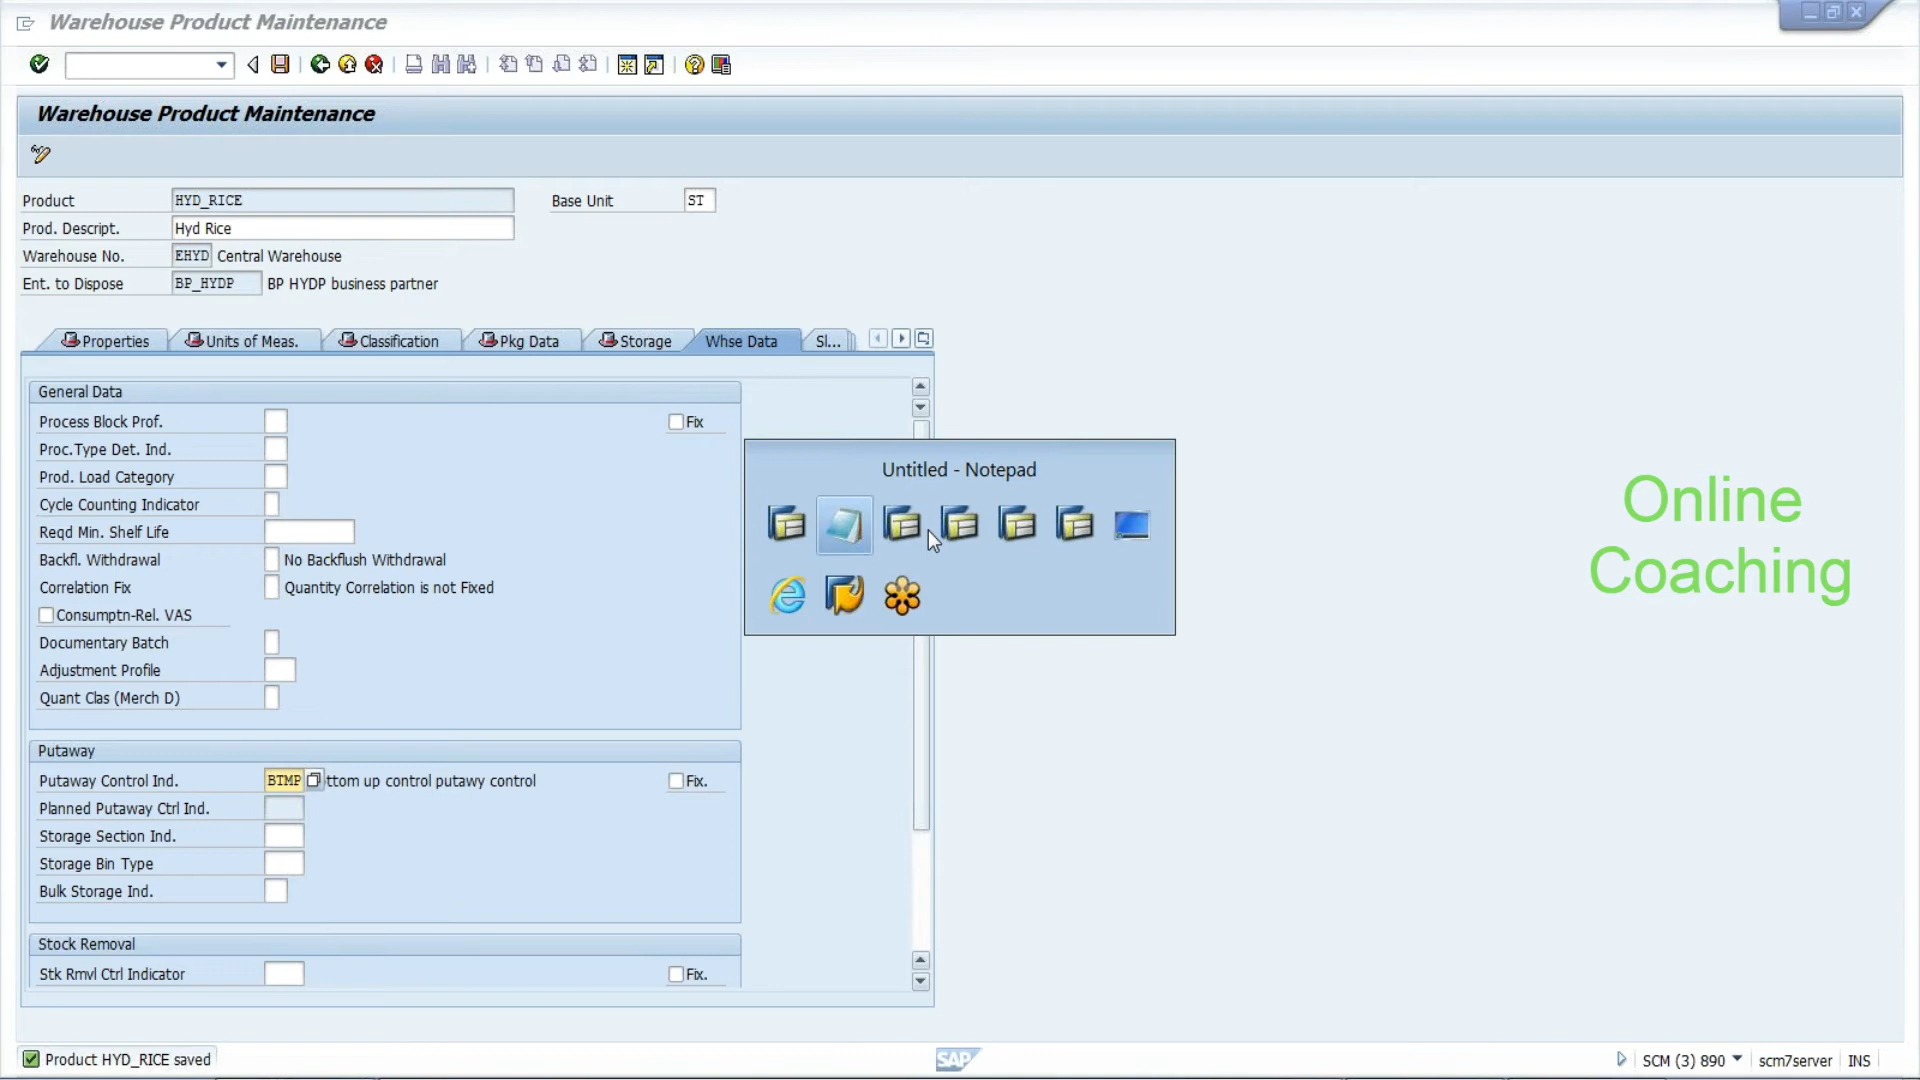 Warehouse Product Maintenance
Warehouse Product Maintenance
Product HYD_RICE Base Unit ST
Prod. Descript. Hyd Rice
Warehouse No. EHYD Central Warehouse
Ent. to Dispose BP_HYDP BP HYDP business partner
Properties Units of Meas. Classification Pkg Data Storage Whse Data Sl...
General Data
Process Block Prof. Fix
Proc.Type Det. Ind.
Prod. Load Category
Cycle Counting Indicator
Reqd Min. Shelf Life
Backfl. Withdrawal No Backflush Withdrawal
Correlation Fix Quantity Correlation is not Fixed
Consumptn-Rel. VAS
Documentary Batch
Adjustment Profile
Quant Clas (Merch D)
Putaway
Putaway Control Ind. BTMP ttom up control putawy control Fix.
Planned Putaway Ctrl Ind.
Storage Section Ind.
Storage Bin Type
Bulk Storage Ind.
Stock Removal
Stk Rmvl Ctrl Indicator Fix.
Untitled - Notepad
Online
Coaching
Product HYD_RICE saved
SAP
SCM (3) 890 scm7server INS